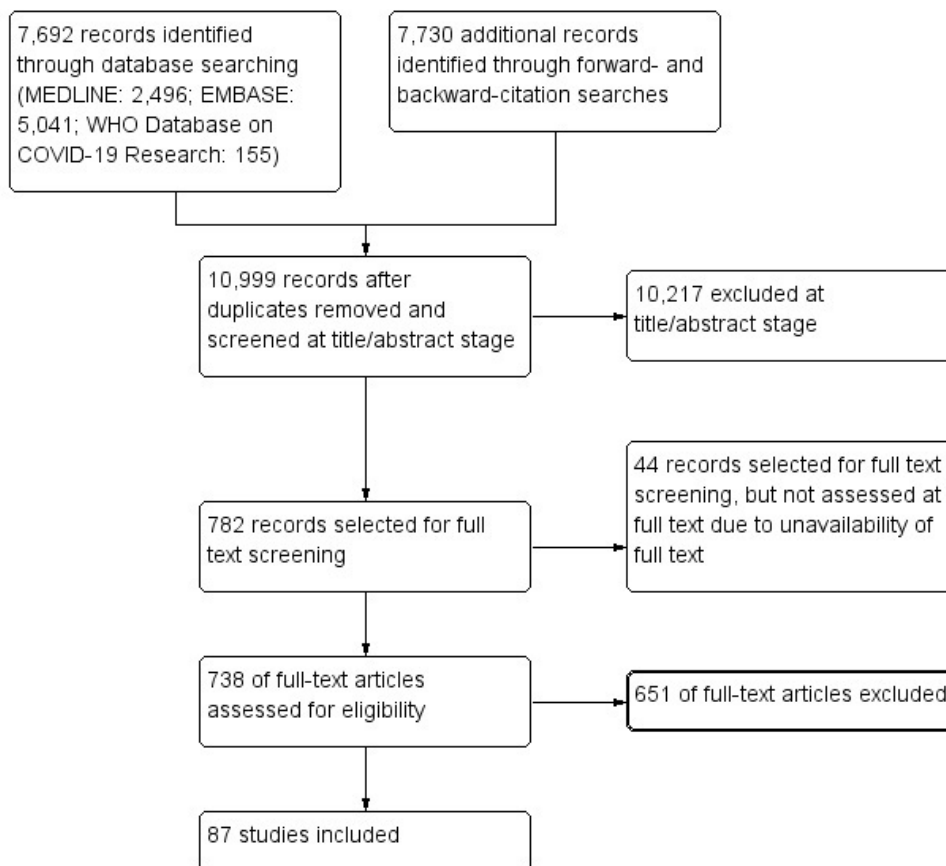 7,692 records identified
through database searching
(MEDLINE: 2,496; EMBASE:
5,041; WHO Database on
COVID-19 Research: 155)
7,730 additional records
identified through forward- and
backward-citation searches
10,999 records after
duplicates removed and
screened at title/abstract stage
10,217 excluded at
title/abstract stage
782 records selected for full
text screening
44 records selected for full text
screening, but not assessed at
full text due to unavailability of
full text
738 of full-text articles
assessed for eligibility
651 of full-text articles excluded
87 studies included